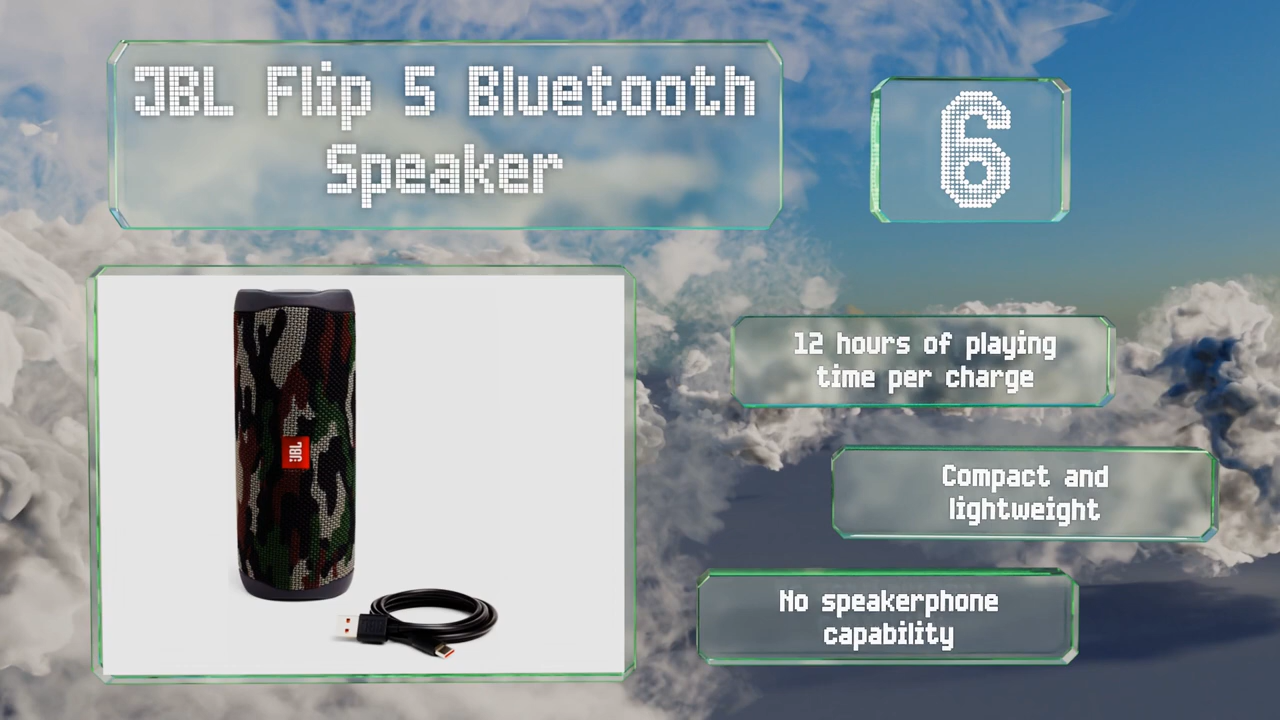 JBL Flip 5 Bluetooth
Speaker
6
JBL
12 hours of playing
time per charge
Compact and
lightweight
No speakerphone
capability